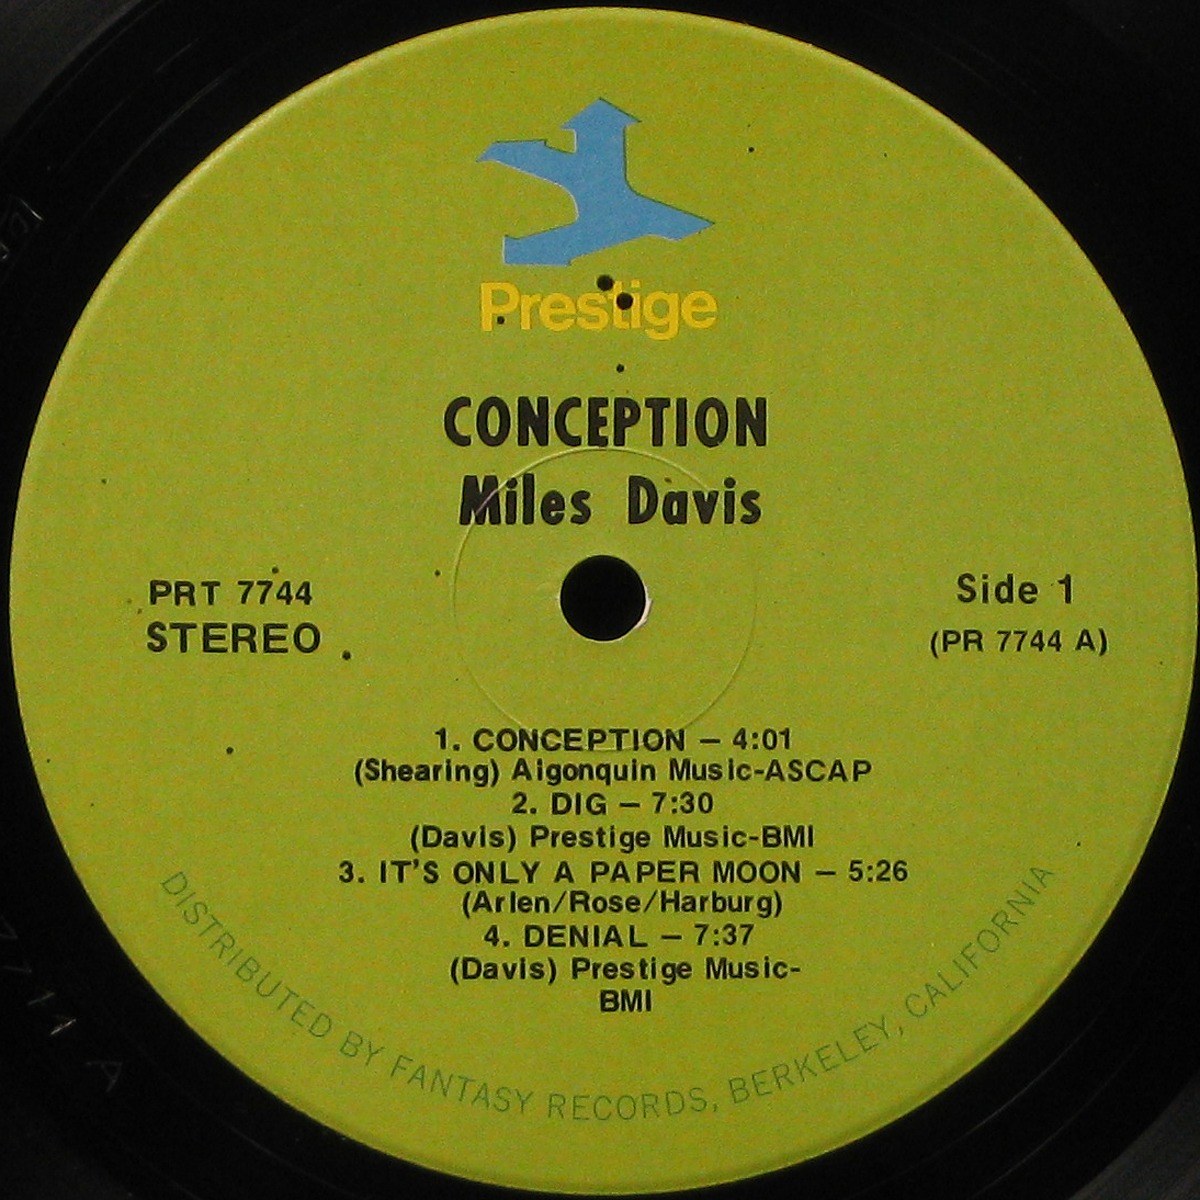 Prestige
CONCEPTION
Miles Davis
PRT 7744
STEREO
Side 1
(PR 7744 A)
1. CONCEPTION — 4:01
(Shearing) Aigonquin Music-ASCAP
2. DIG — 7:30
(Davis) Prestige Music-BMI
3. IT'S ONLY A PAPER MOON — 5:26
(Arlen/Rose/Harburg)
4. DENIAL — 7:37
(Davis) Prestige Music-
BMI
DISTRIBUTED BY FANTASY RECORDS, BERKELEY, CALIFORNIA